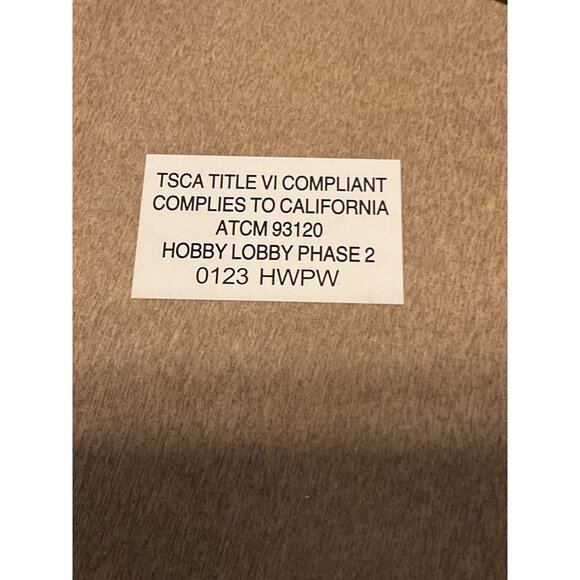 TSCA TITLE VI COMPLIANT
COMPLIES TO CALIFORNIA
ATCM 93120
HOBBY LOBBY PHASE 2
0123 HWPW